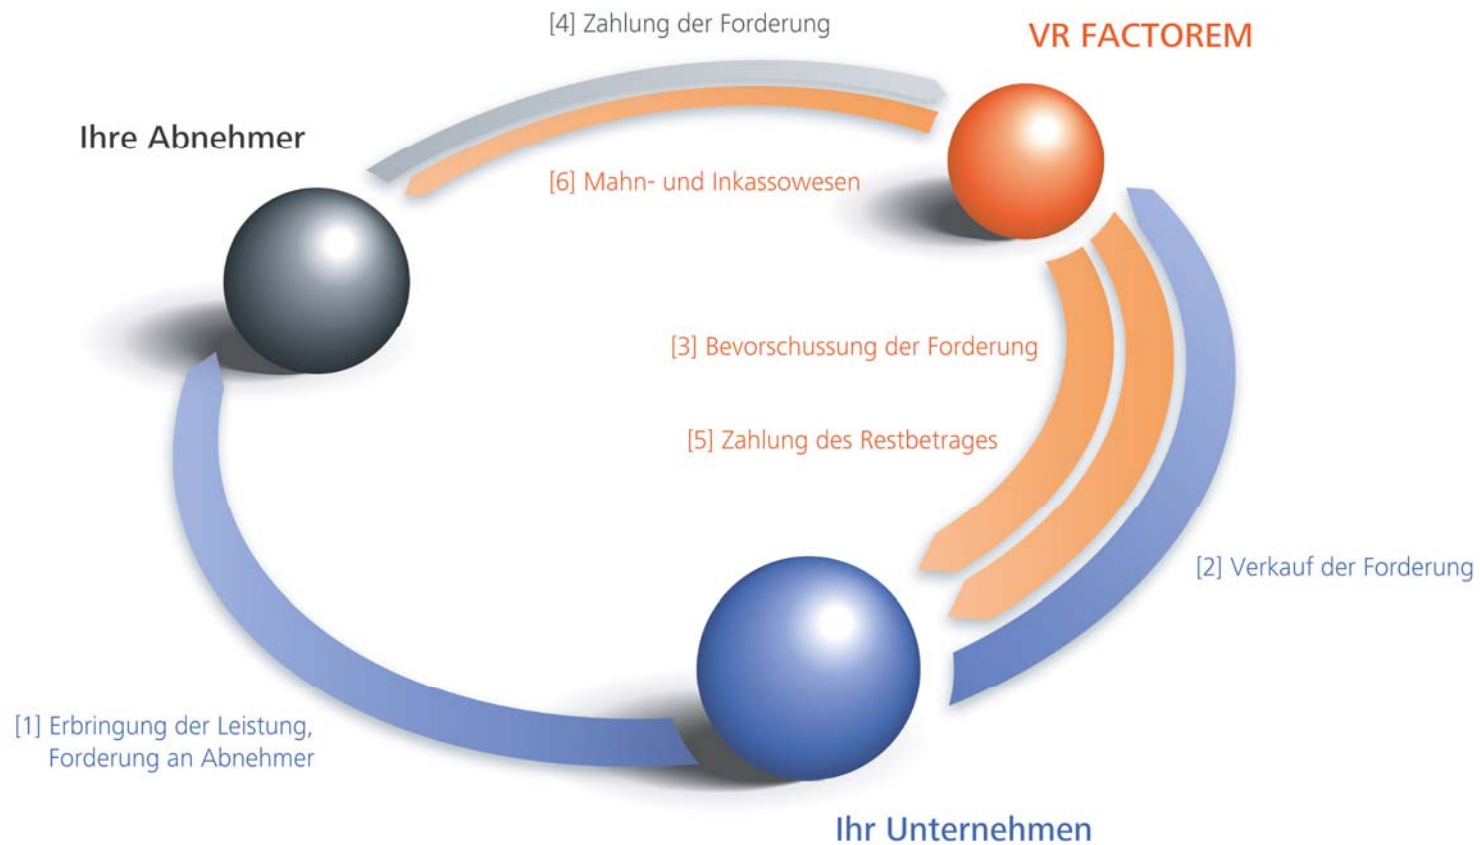 [4] Zahlung der Forderung
VR FACTOREM
Ihre Abnehmer
[6] Mahn- und Inkassowesen
[3] Bevorschussung der Forderung
[5] Zahlung des Restbetrages
[2] Verkauf der Forderung
[1] Erbringung der Leistung,
Forderung an Abnehmer
Ihr Unternehmen